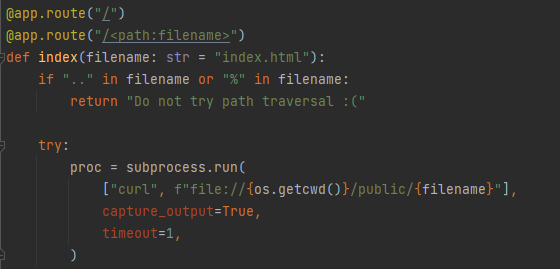 @app.route("/")
@app.route("/<path:filename>")
def index(filename: str = "index.html"):
    if ".." in filename or "%" in filename:
        return "Do not try path traversal :("

    try:
        proc = subprocess.run(
            ["curl", f"file://{os.getcwd()}/public/{filename}"],
            capture_output=True,
            timeout=1,
        )